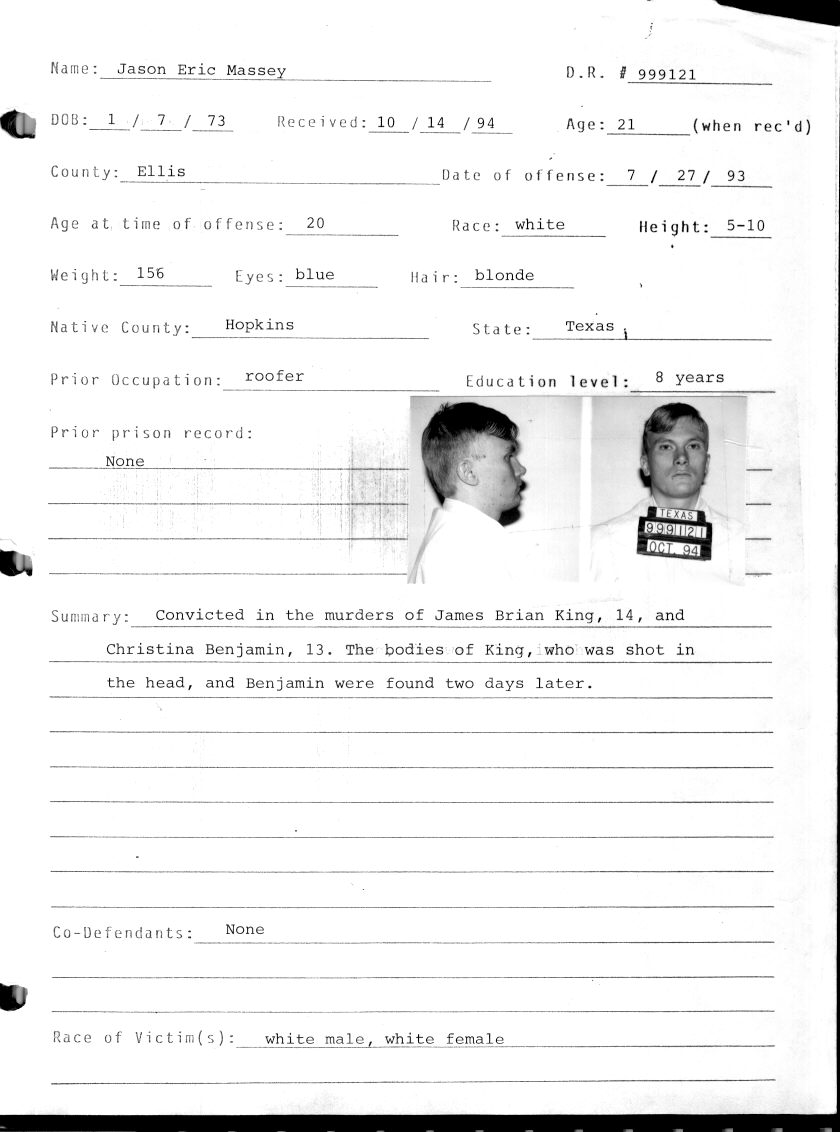 Name: Jason Eric Massey D.R. # 999121
DOB: 1 / 7 / 73 Received: 10 / 14 / 94 Age: 21 (when rec'd)
County: Ellis Date of offense: 7 / 27 / 93
Age at time of offense: 20 Race: white Height: 5-10
Weight: 156 Eyes: blue Hair: blonde
Native County: Hopkins State: Texas
Prior Occupation: roofer Education level: 8 years
Prior prison record:
None
TEXAS
999121
OCT. 94
Summary: Convicted in the murders of James Brian King, 14, and
Christina Benjamin, 13. The bodies of King, who was shot in
the head, and Benjamin were found two days later.
Co-Defendants: None
Race of Victim(s): white male, white female